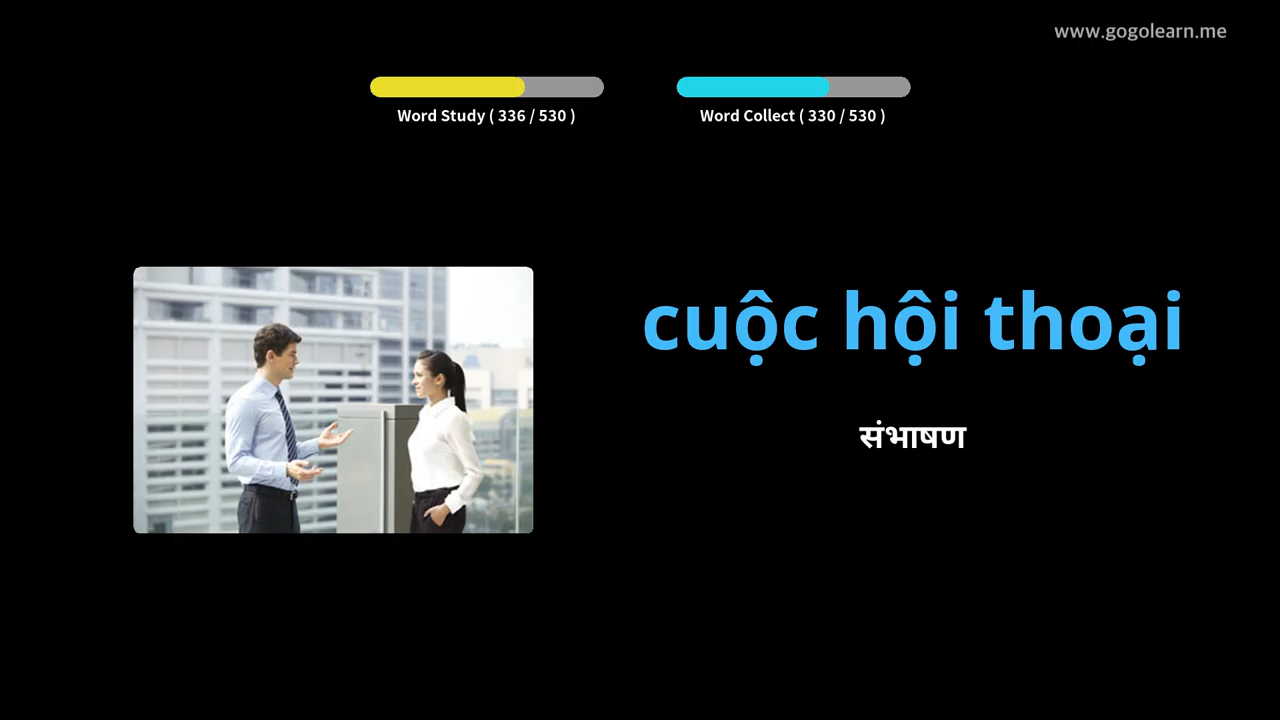 www.gogolearn.me
Word Study ( 336 / 530 )
Word Collect ( 330 / 530 )
cuộc hội thoại
संभाषण